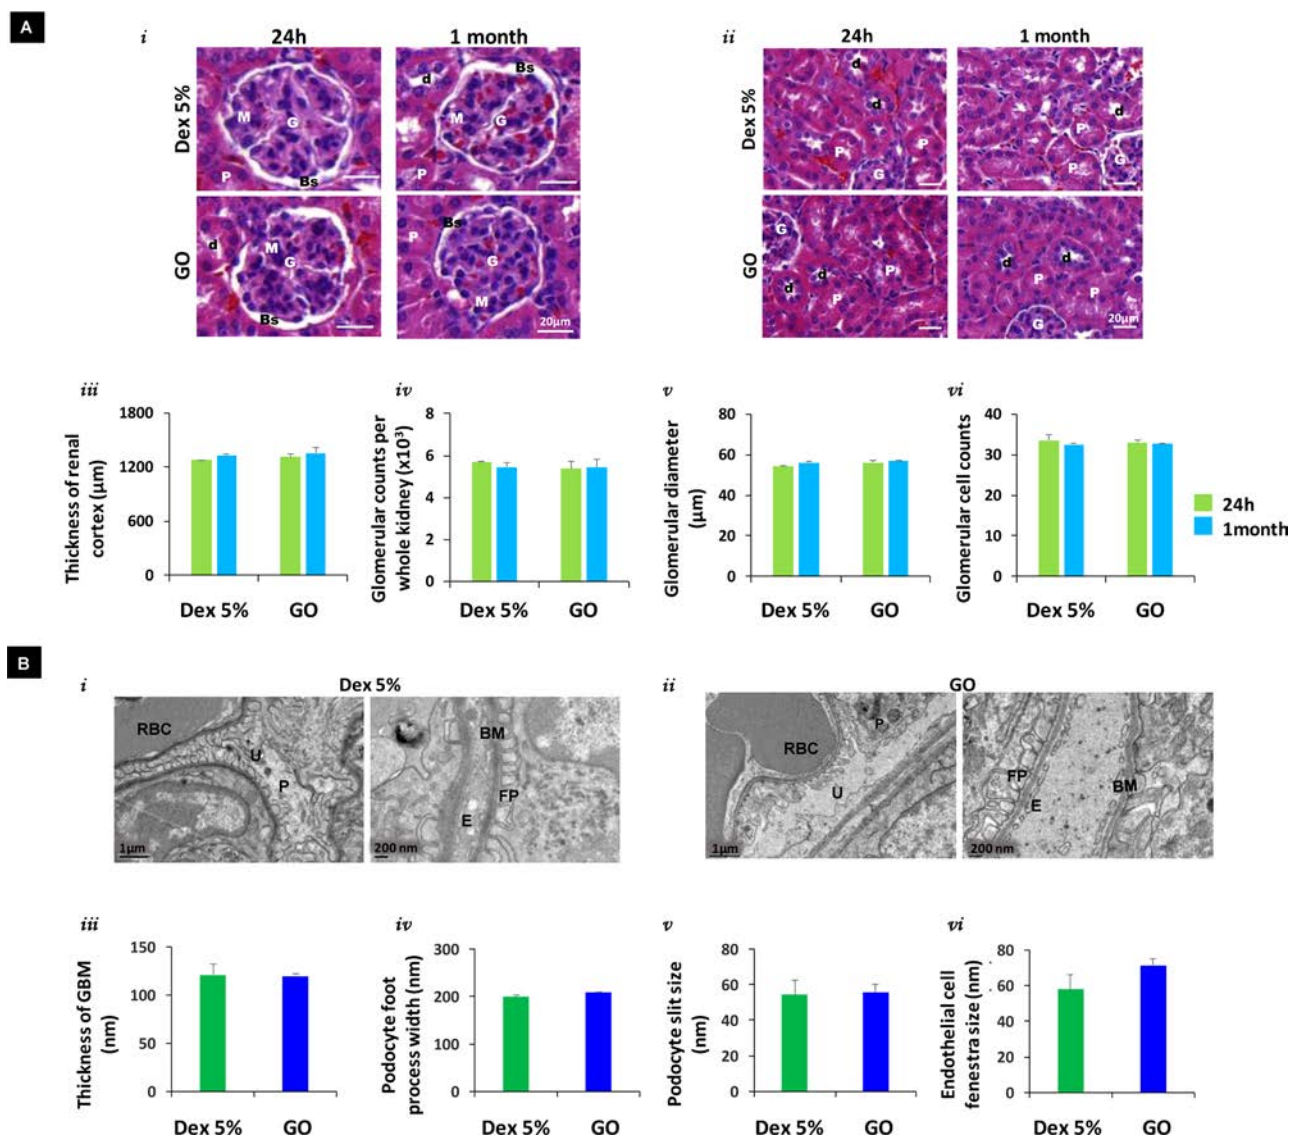 A
i
24h
1 month
ii
24h
1 month
Dex 5%
M
G
P
Bs
d
Bs
M
G
P
Dex 5%
d
d
P
P
G
d
P
P
G
GO
d
M
G
Bs
P
Bs
G
M
20µm
GO
G
d
d
P
P
d
d
P
P
G
20µm
iii
Thickness of renal
cortex (µm)
1800
1200
600
0
Dex 5%
GO
iv
Glomerular counts per
whole kidney (x10³)
8
6
4
2
0
Dex 5%
GO
v
Glomerular diameter
(µm)
80
60
40
20
0
Dex 5%
GO
vi
Glomerular cell counts
40
30
20
10
0
Dex 5%
GO
24h
1month
B
i
Dex 5%
RBC
U
P
1µm
BM
FP
E
200 nm
ii
GO
RBC
P
U
1µm
FP
E
BM
200 nm
iii
Thickness of GBM
(nm)
150
100
50
0
Dex 5%
GO
iv
Podocyte foot
process width (nm)
300
200
100
0
Dex 5%
GO
v
Podocyte slit size
(nm)
80
60
40
20
0
Dex 5%
GO
vi
Endothelial cell
fenestra size (nm)
80
60
40
20
0
Dex 5%
GO